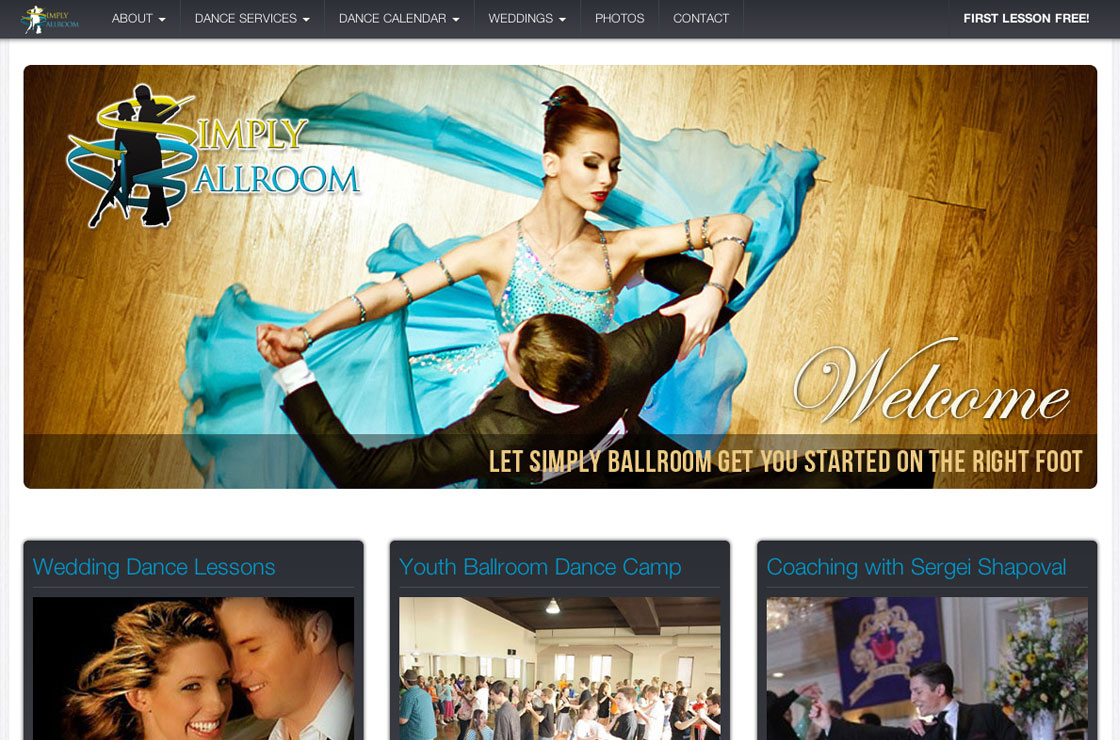 SIMPLY
BALLROOM
ABOUT
DANCE SERVICES
DANCE CALENDAR
WEDDINGS
PHOTOS
CONTACT
FIRST LESSON FREE!
SIMPLY
BALLROOM
Welcome
LET SIMPLY BALLROOM GET YOU STARTED ON THE RIGHT FOOT
Wedding Dance Lessons
Youth Ballroom Dance Camp
Coaching with Sergei Shapoval